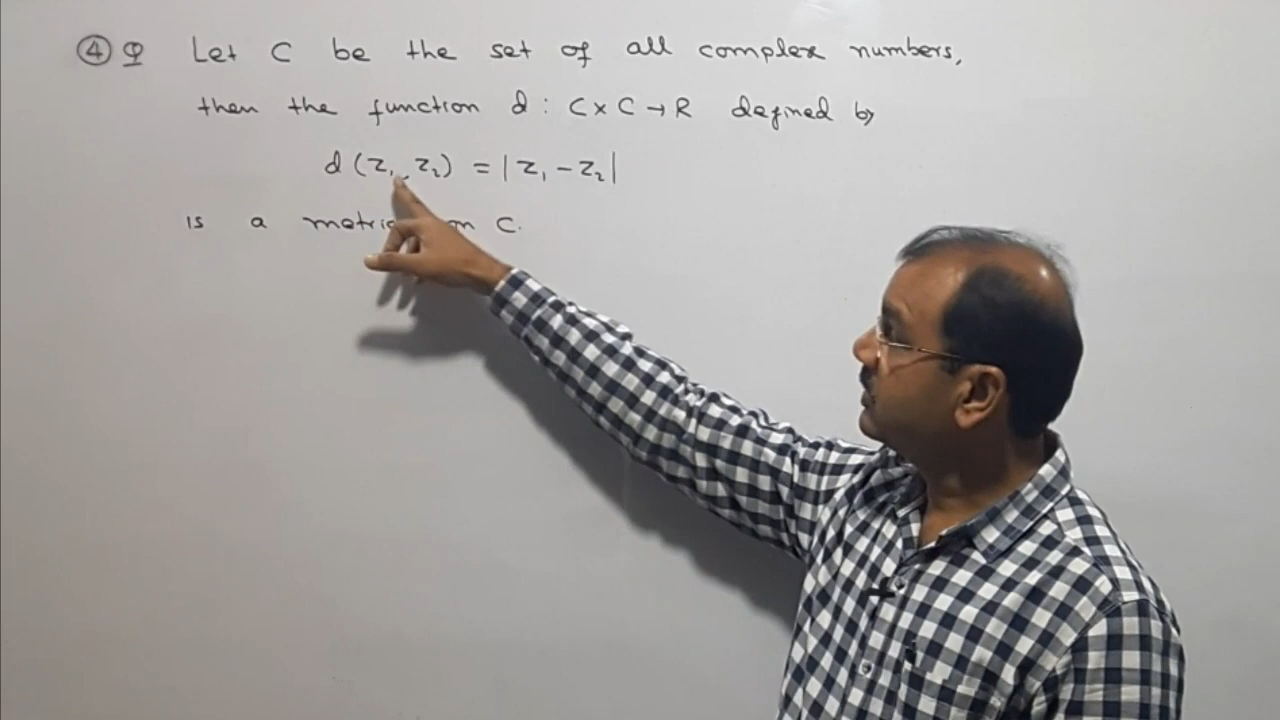 ④ Q Let C be the set of all complex numbers,
then the function d : C × C → R defined by
d (z₁, z₂) = | z₁ - z₂ |
is a metric on C.